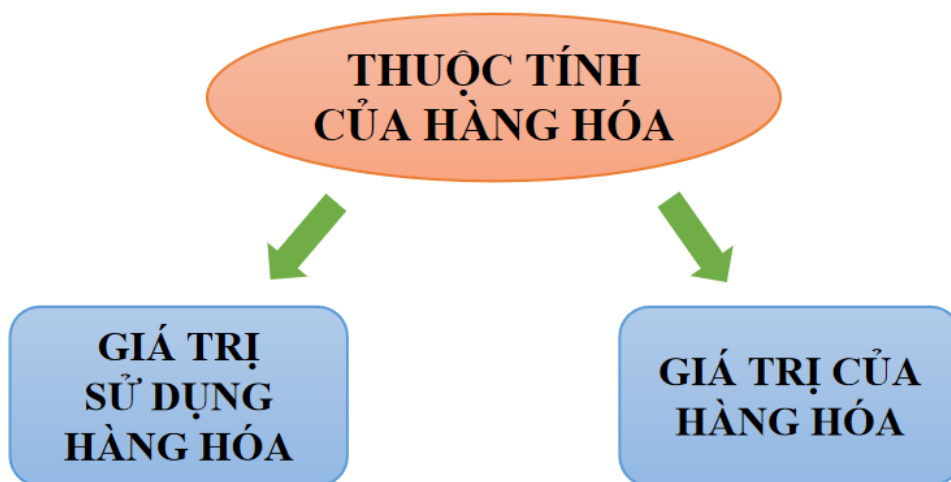 THUỘC TÍNH
CỦA HÀNG HÓA
GIÁ TRỊ
SỬ DỤNG
HÀNG HÓA
GIÁ TRỊ CỦA
HÀNG HÓA